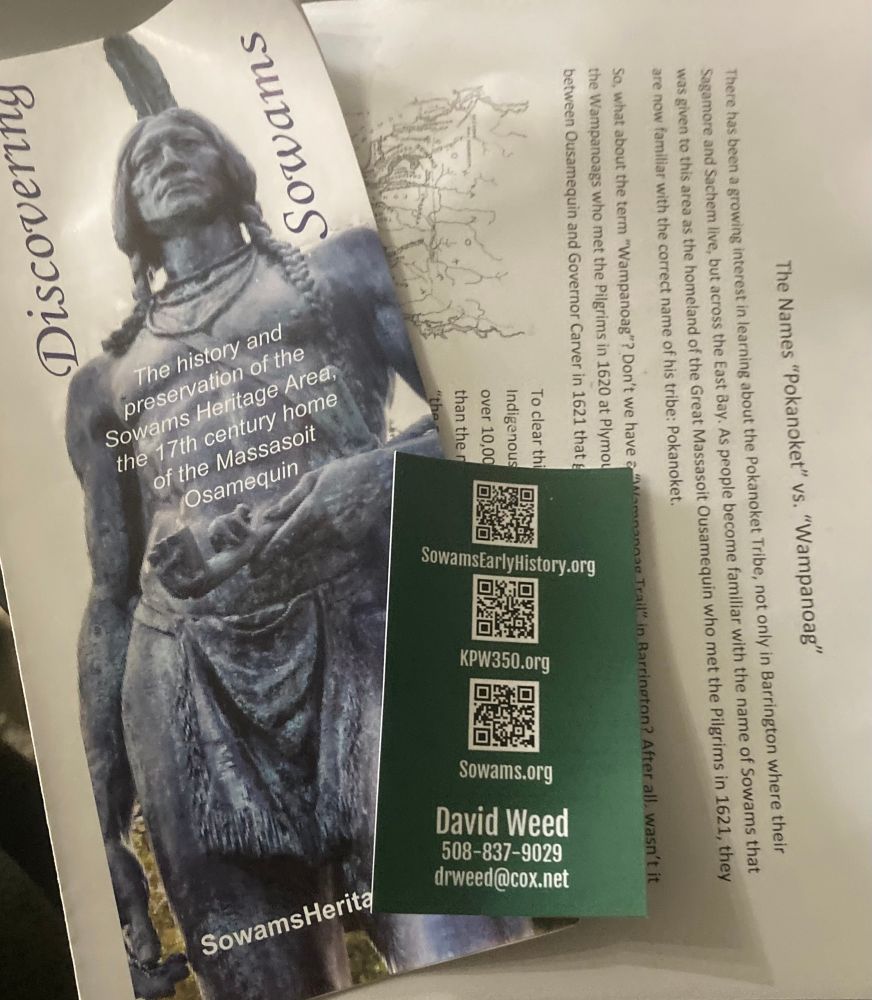 Discovering
Sowams
The history and
preservation of the
Sowams Heritage Area,
the 17th century home
of the Massasoit
Osamequin
SowamsHerita
SowamsEarlyHistory.org
KPW350.org
Sowams.org
David Weed
508-837-9029
drweed@cox.net
The Names “Pokanoket” vs. “Wampanoag”
There has been a growing interest in learning about the Pokanoket Tribe, not only in Barrington where their
Sagamore and Sachem live, but across the East Bay. As people become familiar with the name of Sowams that
was given to this area as the homeland of the Great Massasoit Ousamequin who met the Pilgrims in 1621, they
are now familiar with the correct name of his tribe: Pokanoket.
So, what about the term “Wampanoag”? Don’t we have a “Wampanoag Trail” in Barrington? After all, wasn’t it
the Wampanoags who met the Pilgrims in 1620 at Plymou
between Ousamequin and Governor Carver in 1621 that g
To clear thi
Indigenous
over 10,00
than the n
“the